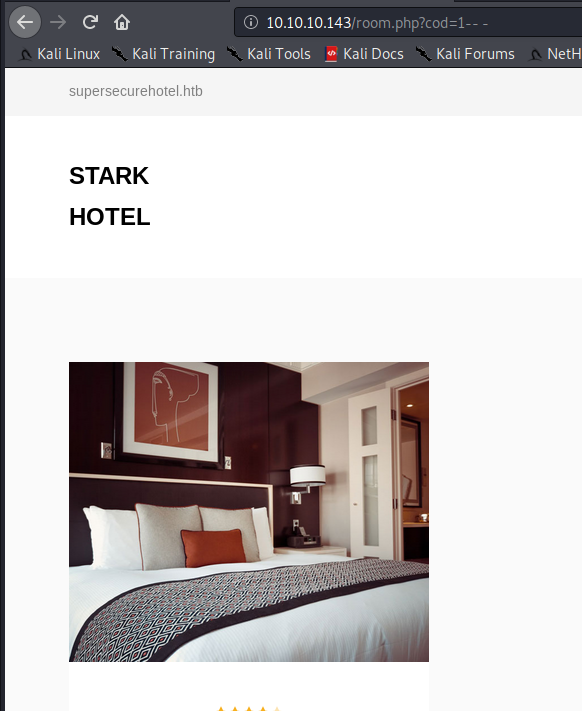 10.10.10.143/room.php?cod=1-- -
Kali Linux Kali Training Kali Tools Kali Docs Kali Forums NetH
supersecurehotel.htb
STARK
HOTEL